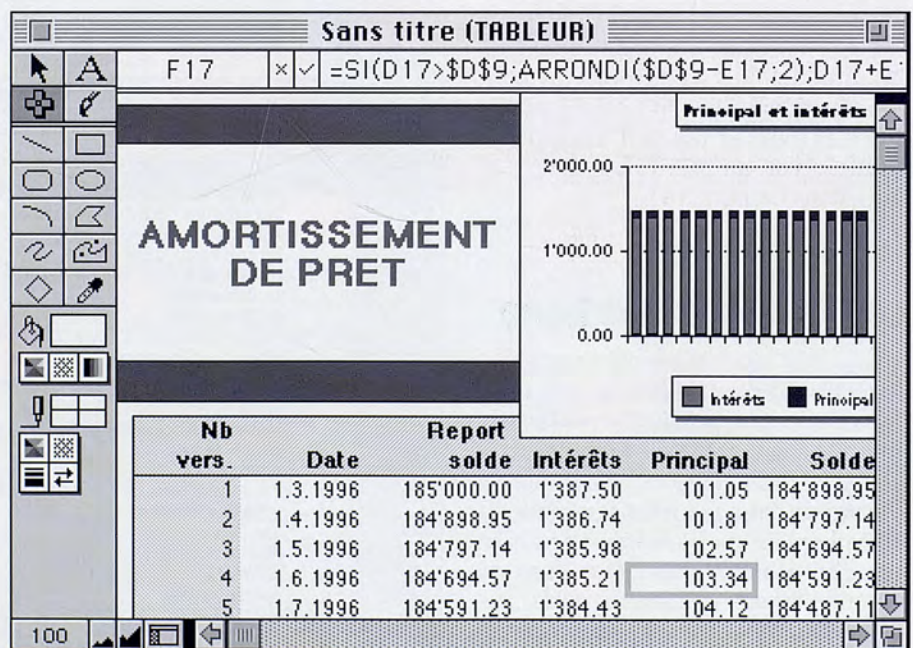 Sans titre (TABLEUR)
F17 =SI(D17>$D$9;ARRONDI($D$9-E17;2);D17+E
Principal et intérêts
2'000.00
1'000.00
0.00
Intérêts Principal
AMORTISSEMENT
DE PRET
Nb Report
vers. Date solde Intérêts Principal Solde
1 1.3.1996 185'000.00 1'387.50 101.05 184'898.95
2 1.4.1996 184'898.95 1'386.74 101.81 184'797.14
3 1.5.1996 184'797.14 1'385.98 102.57 184'694.57
4 1.6.1996 184'694.57 1'385.21 103.34 184'591.23
5 1.7.1996 184'591.23 1'384.43 104.12 184'487.11
100